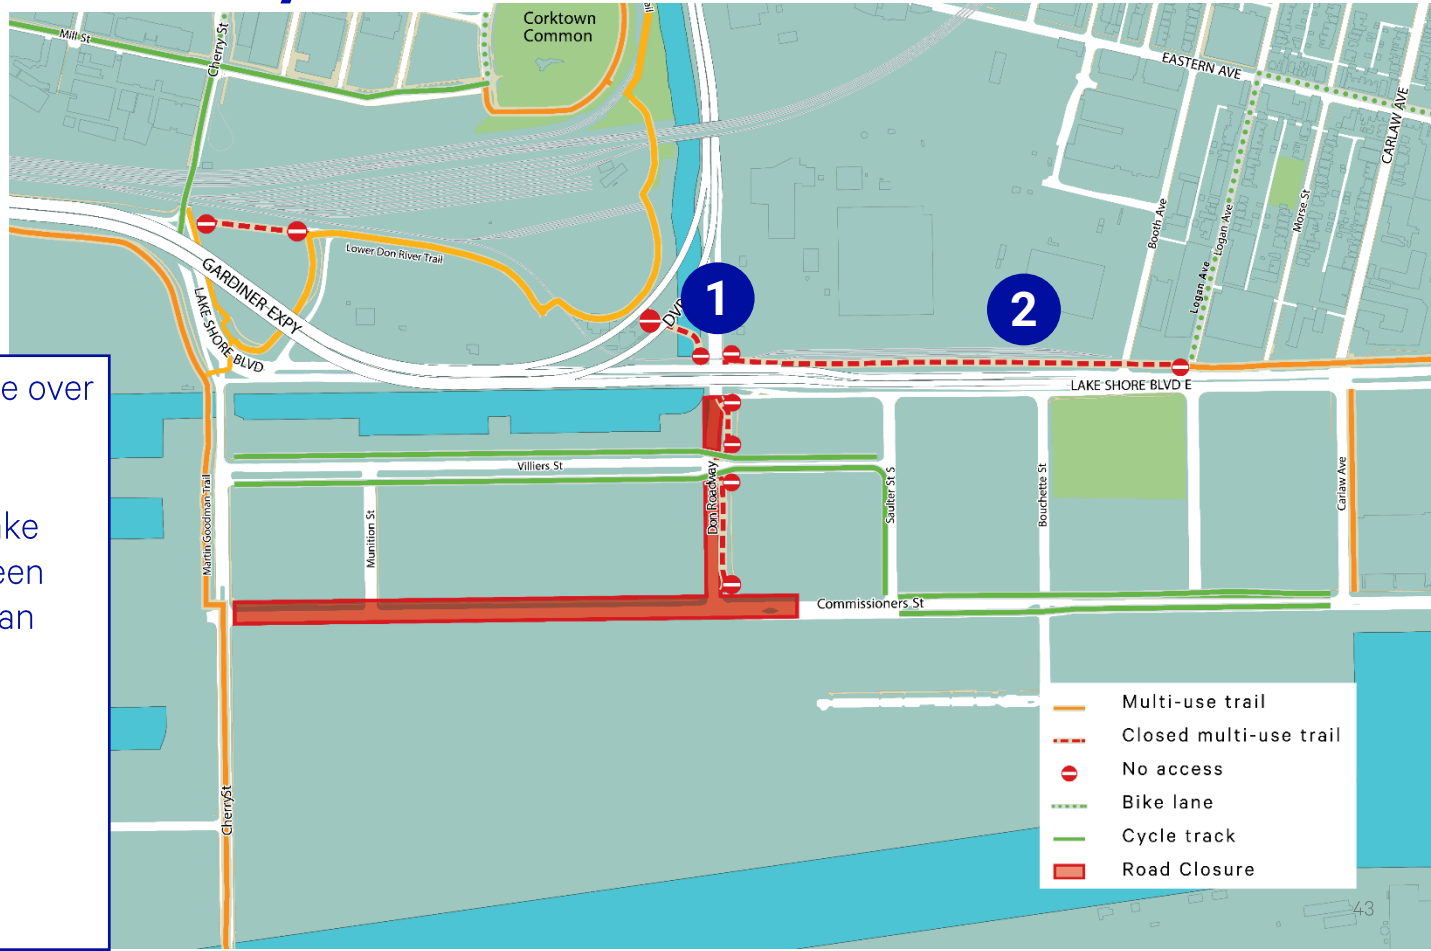 Corktown
Common
Mill St
Cherry St
EASTERN AVE
CARLAW AVE
Booth Ave
Logan Ave
Logan Ave
Morse St
Lower Don River Trail
GARDINER EXPY
LAKE SHORE BLVD
1
2
LAKE SHORE BLVD E
e over
ke
een
an
Villiers St
Martin Goodman Trail
Munition St
Don Roadway
Saulter St S
Bouchette St
Carlaw Ave
Commissioners St
CherrySt
Multi-use trail
Closed multi-use trail
No access
Bike lane
Cycle track
Road Closure
43